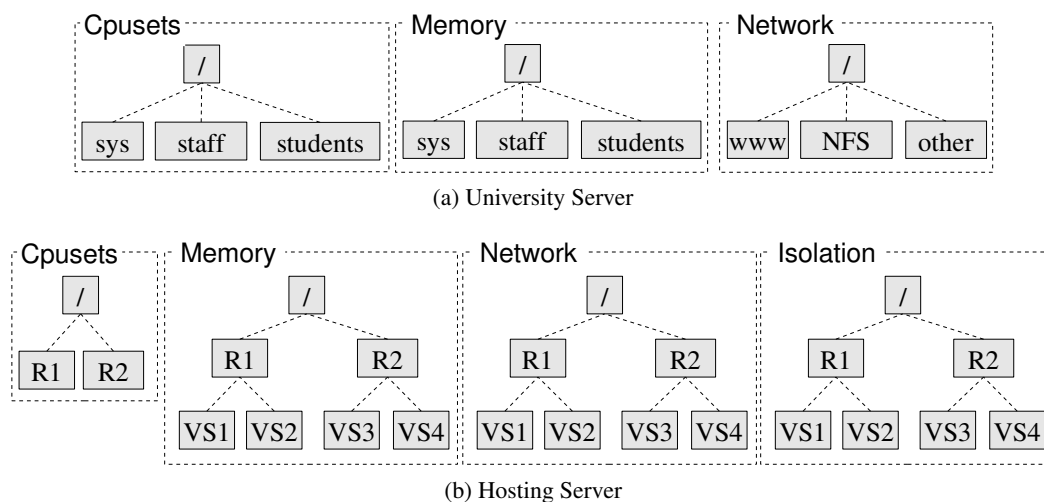 Cpusets Memory Network
/ / /
sys staff students sys staff students www NFS other
(a) University Server
Cpusets Memory Network Isolation
/ / / /
R1 R2 R1 R2 R1 R2 R1 R2
VS1 VS2 VS3 VS4 VS1 VS2 VS3 VS4 VS1 VS2 VS3 VS4
(b) Hosting Server